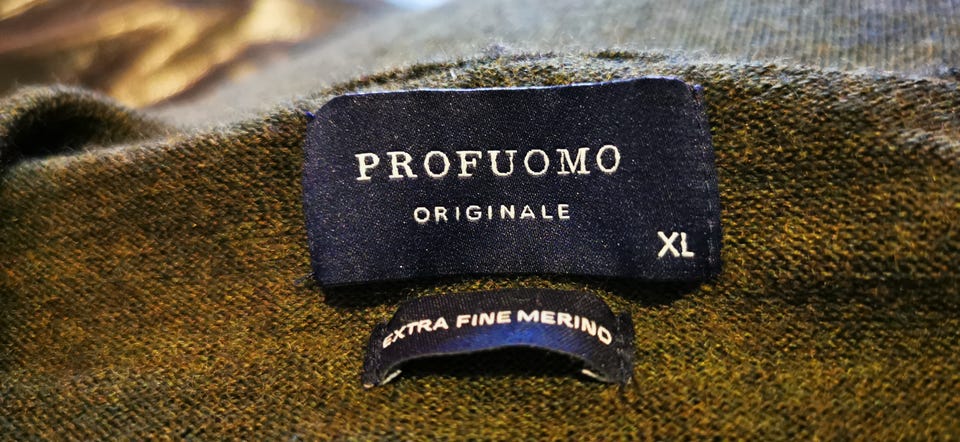 PROFUOMO
ORIGINALE
XL
EXTRA FINE MERINO